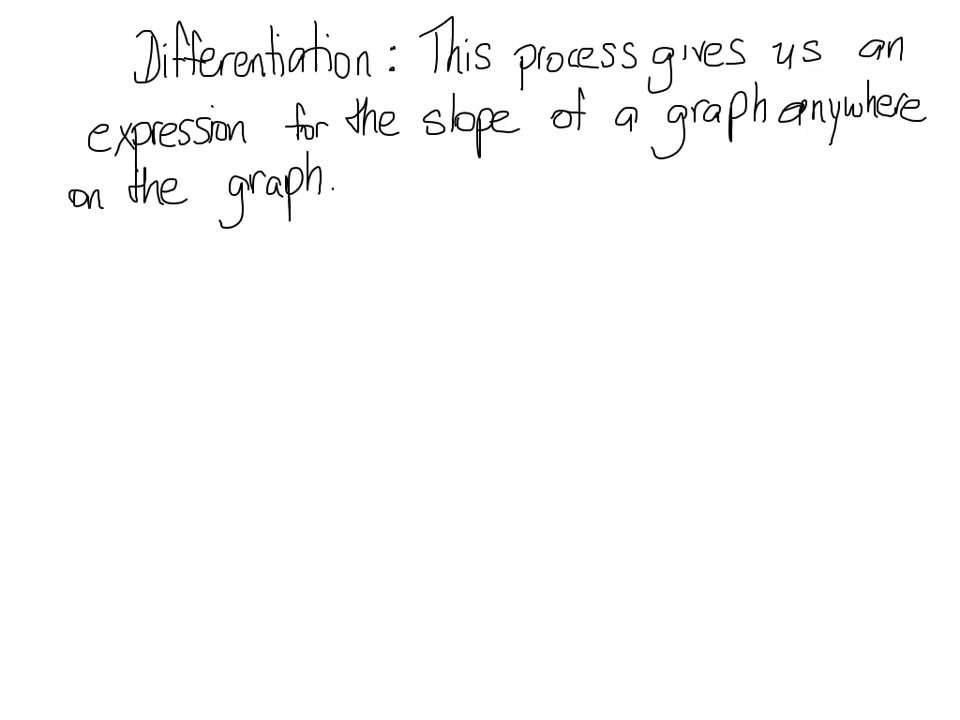 Differentiation: This process gives us an
expression for the slope of a graph anywhere
on the graph.